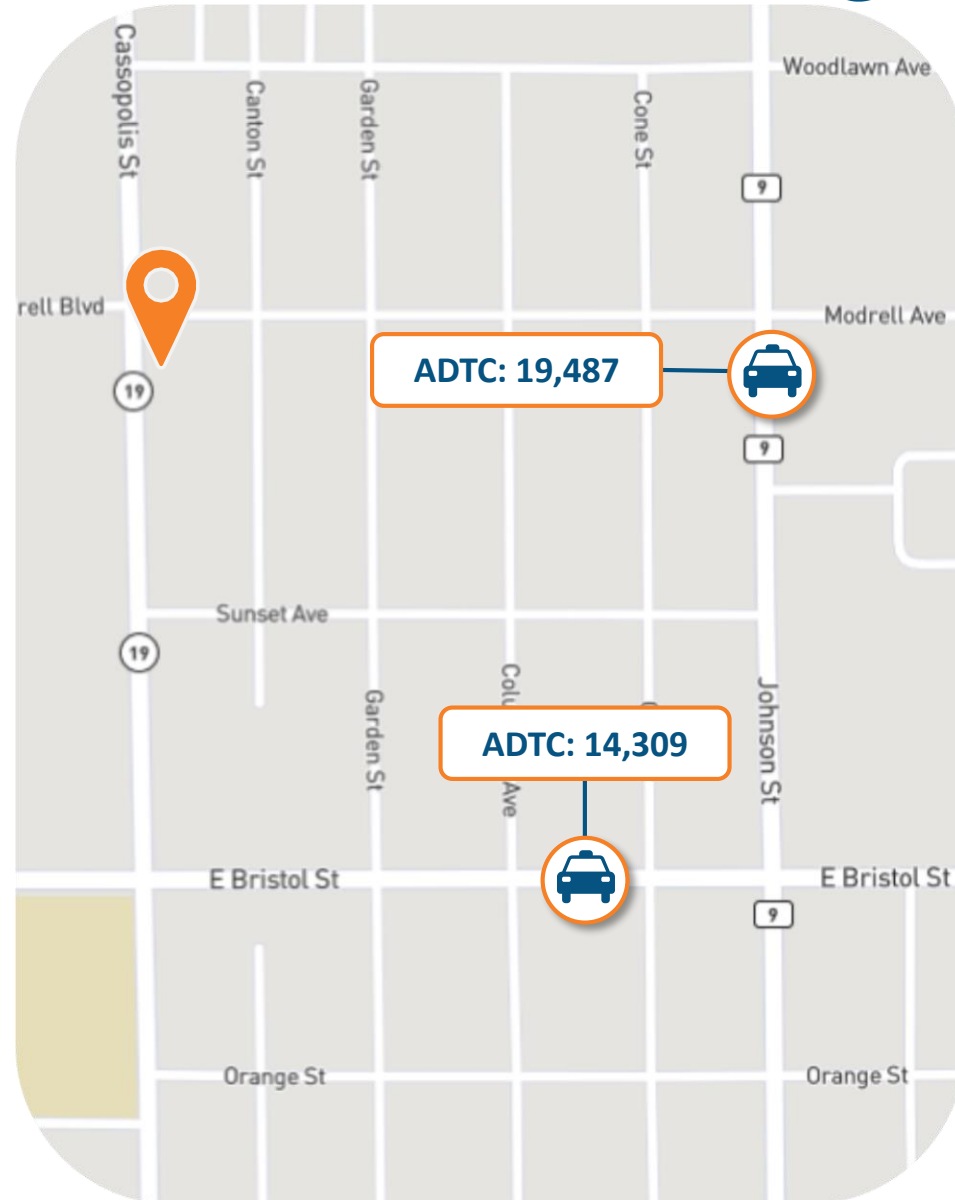 Woodlawn Ave
Cassopolis St
Canton St
Garden St
Cone St
9
rell Blvd
Modrell Ave
ADTC: 19,487
19
9
Sunset Ave
19
Garden St
Ave
Johnson St
ADTC: 14,309
E Bristol St
E Bristol St
9
Orange St
Orange St